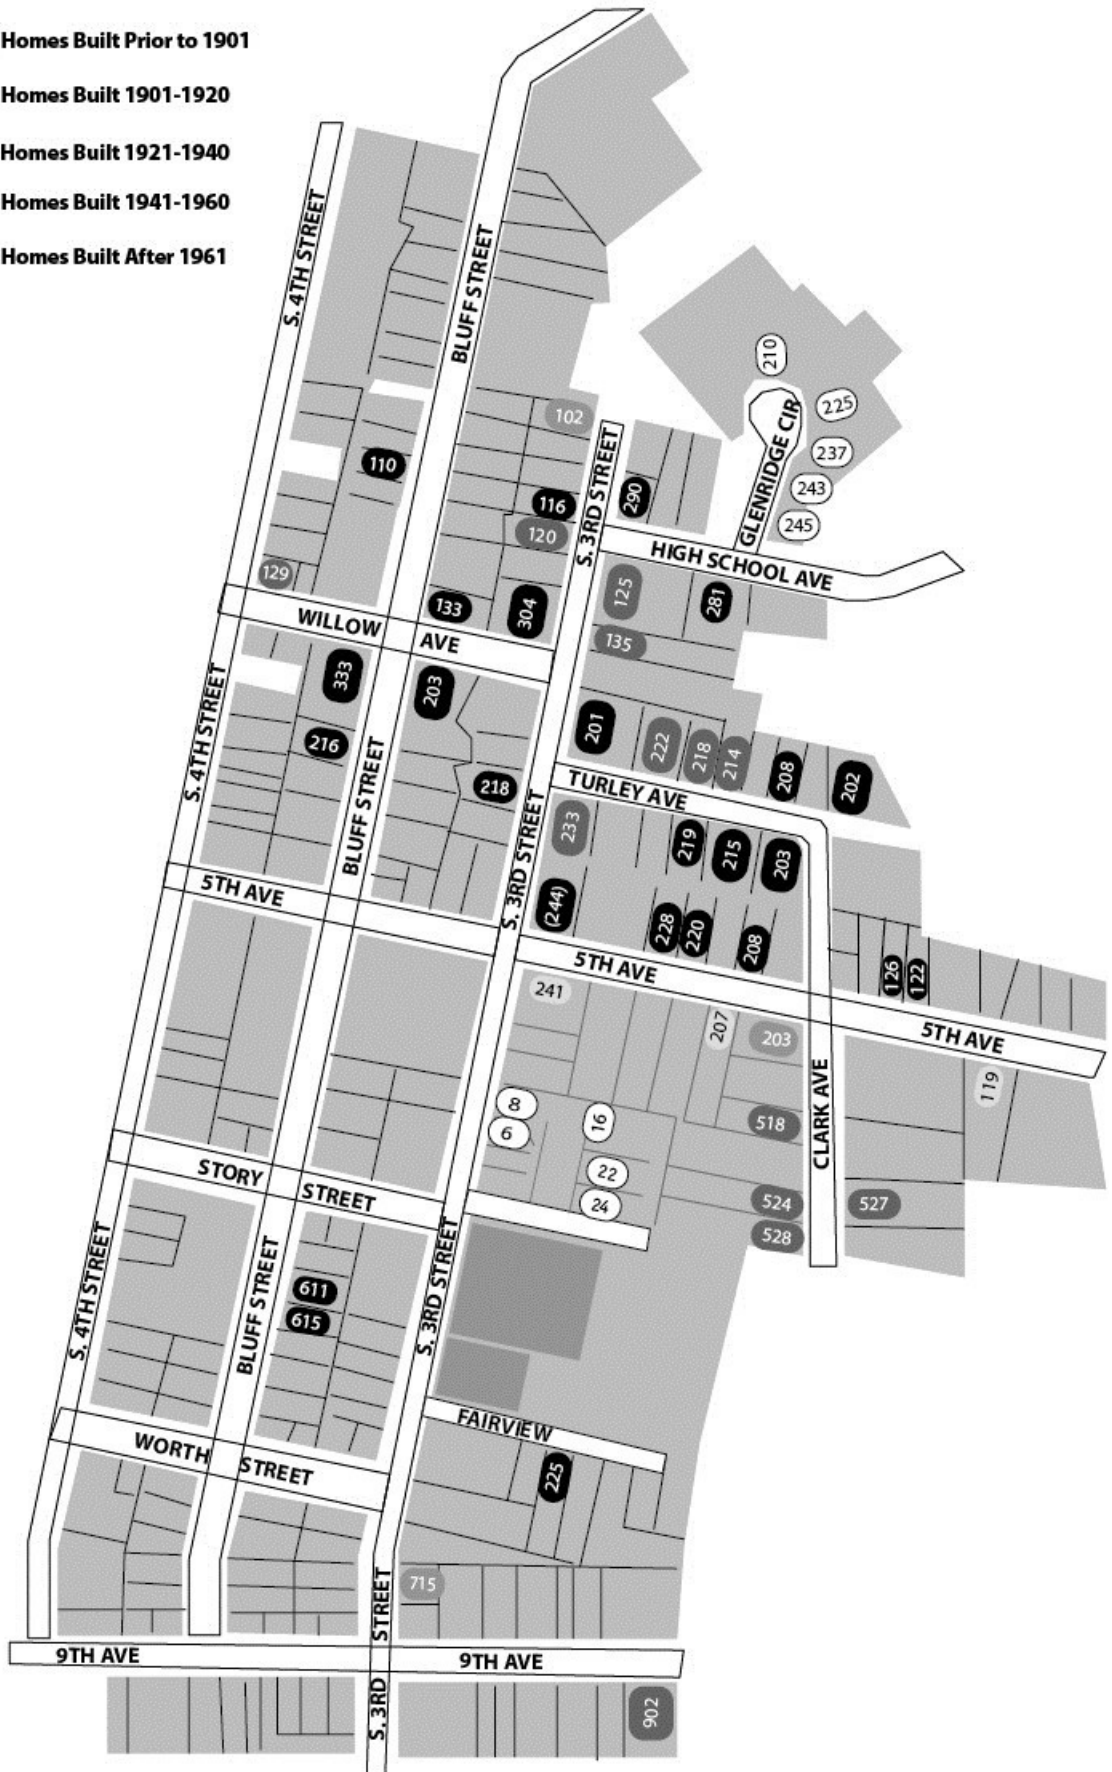 Homes Built Prior to 1901
Homes Built 1901-1920
Homes Built 1921-1940
Homes Built 1941-1960
Homes Built After 1961
S. 4TH STREET
BLUFF STREET
210
225
237
243
245
GLENRIDGE CIR
102
110
116
120
290
S. 3RD STREET
HIGH SCHOOL AVE
129
133
304
125
281
135
WILLOW AVE
333
203
216
218
S. 4TH STREET
BLUFF STREET
201
222
218
214
208
202
TURLEY AVE
S. 3RD STREET
233
219
215
203
(244)
228
220
208
126
122
5TH AVE
5TH AVE
5TH AVE
241
207
203
119
518
CLARK AVE
8
6
16
22
24
524
527
528
STORY STREET
S. 4TH STREET
BLUFF STREET
S. 3RD STREET
611
615
FAIRVIEW
225
WORTH STREET
715
S. 3RD STREET
9TH AVE
9TH AVE
902